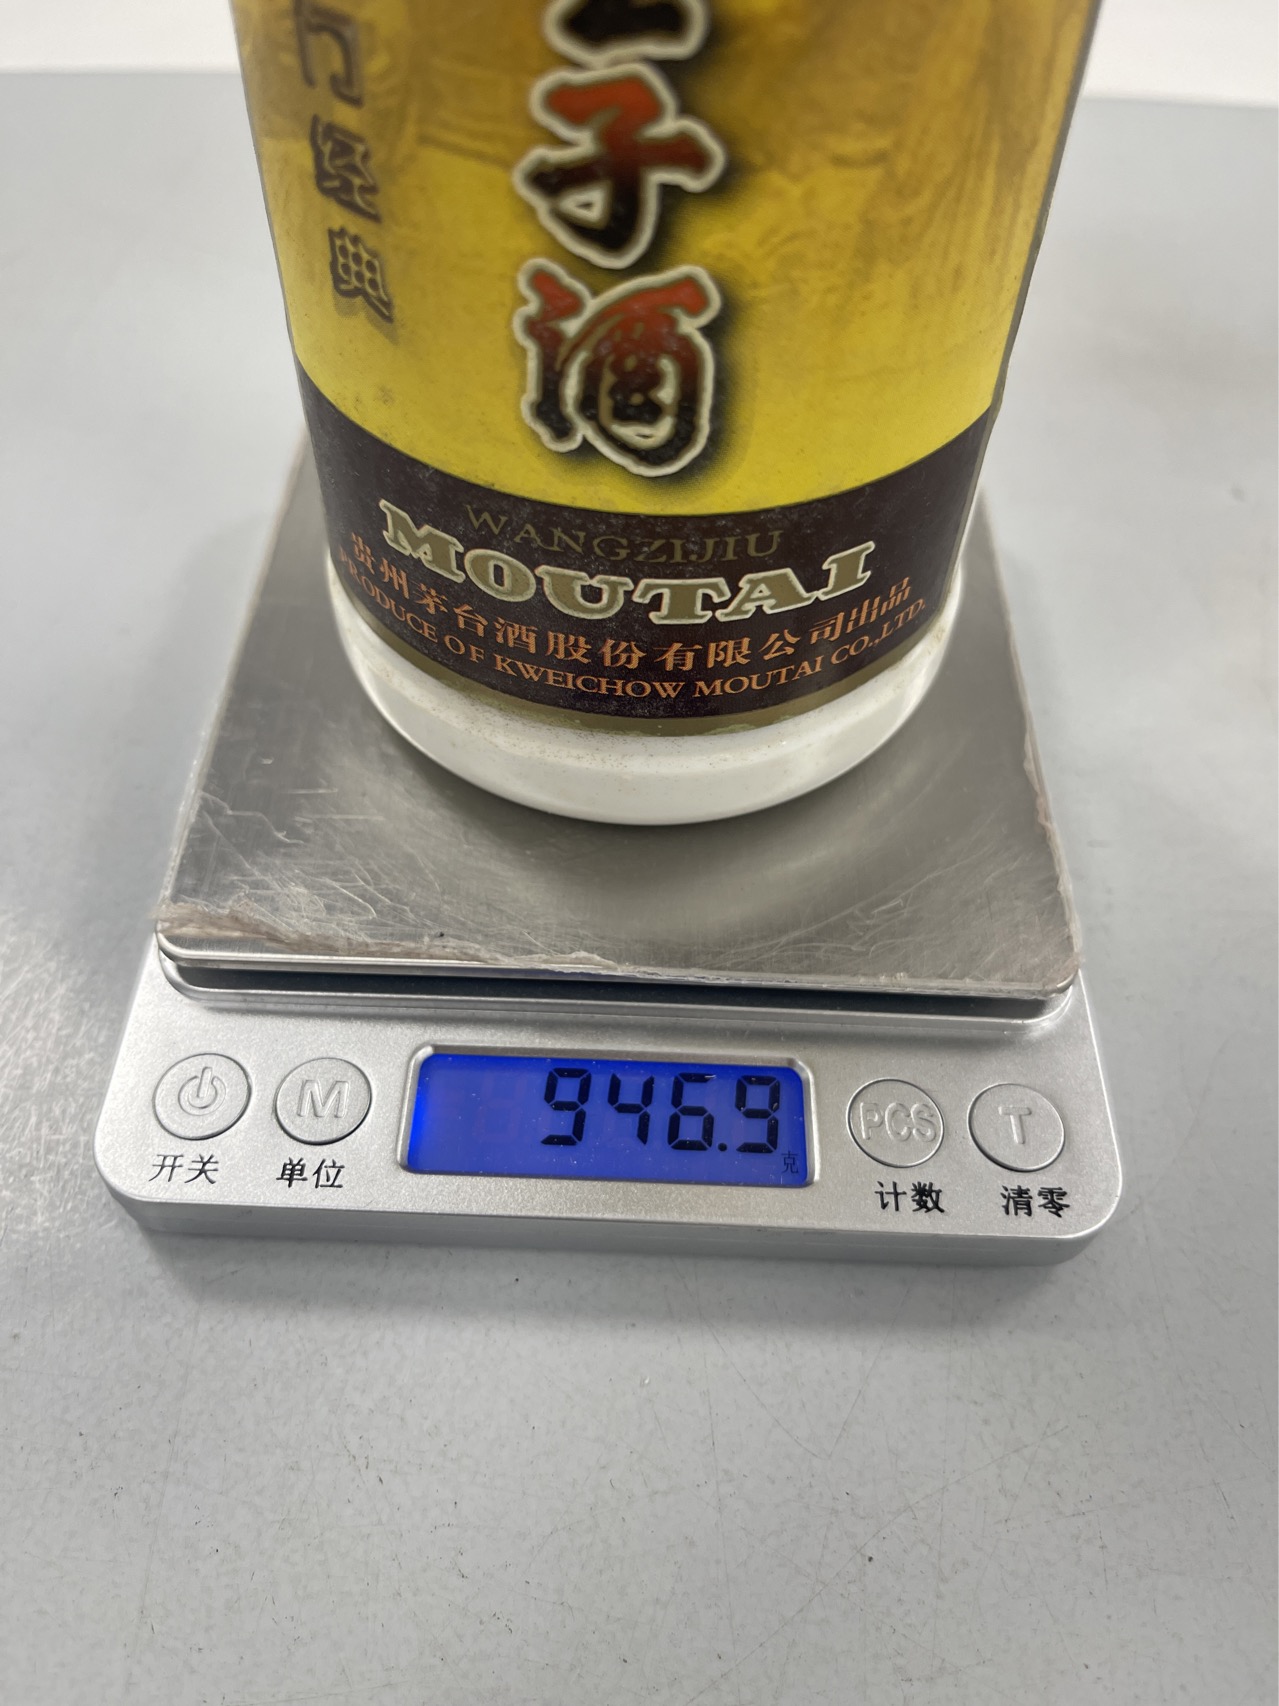 经典
子酒
WANGZIJIU
MOUTAI
贵州茅台酒股份有限公司出品
PRODUCE OF KWEICHOW MOUTAI CO.,LTD.
946.9
克
M
PCS
T
开关
单位
计数
清零